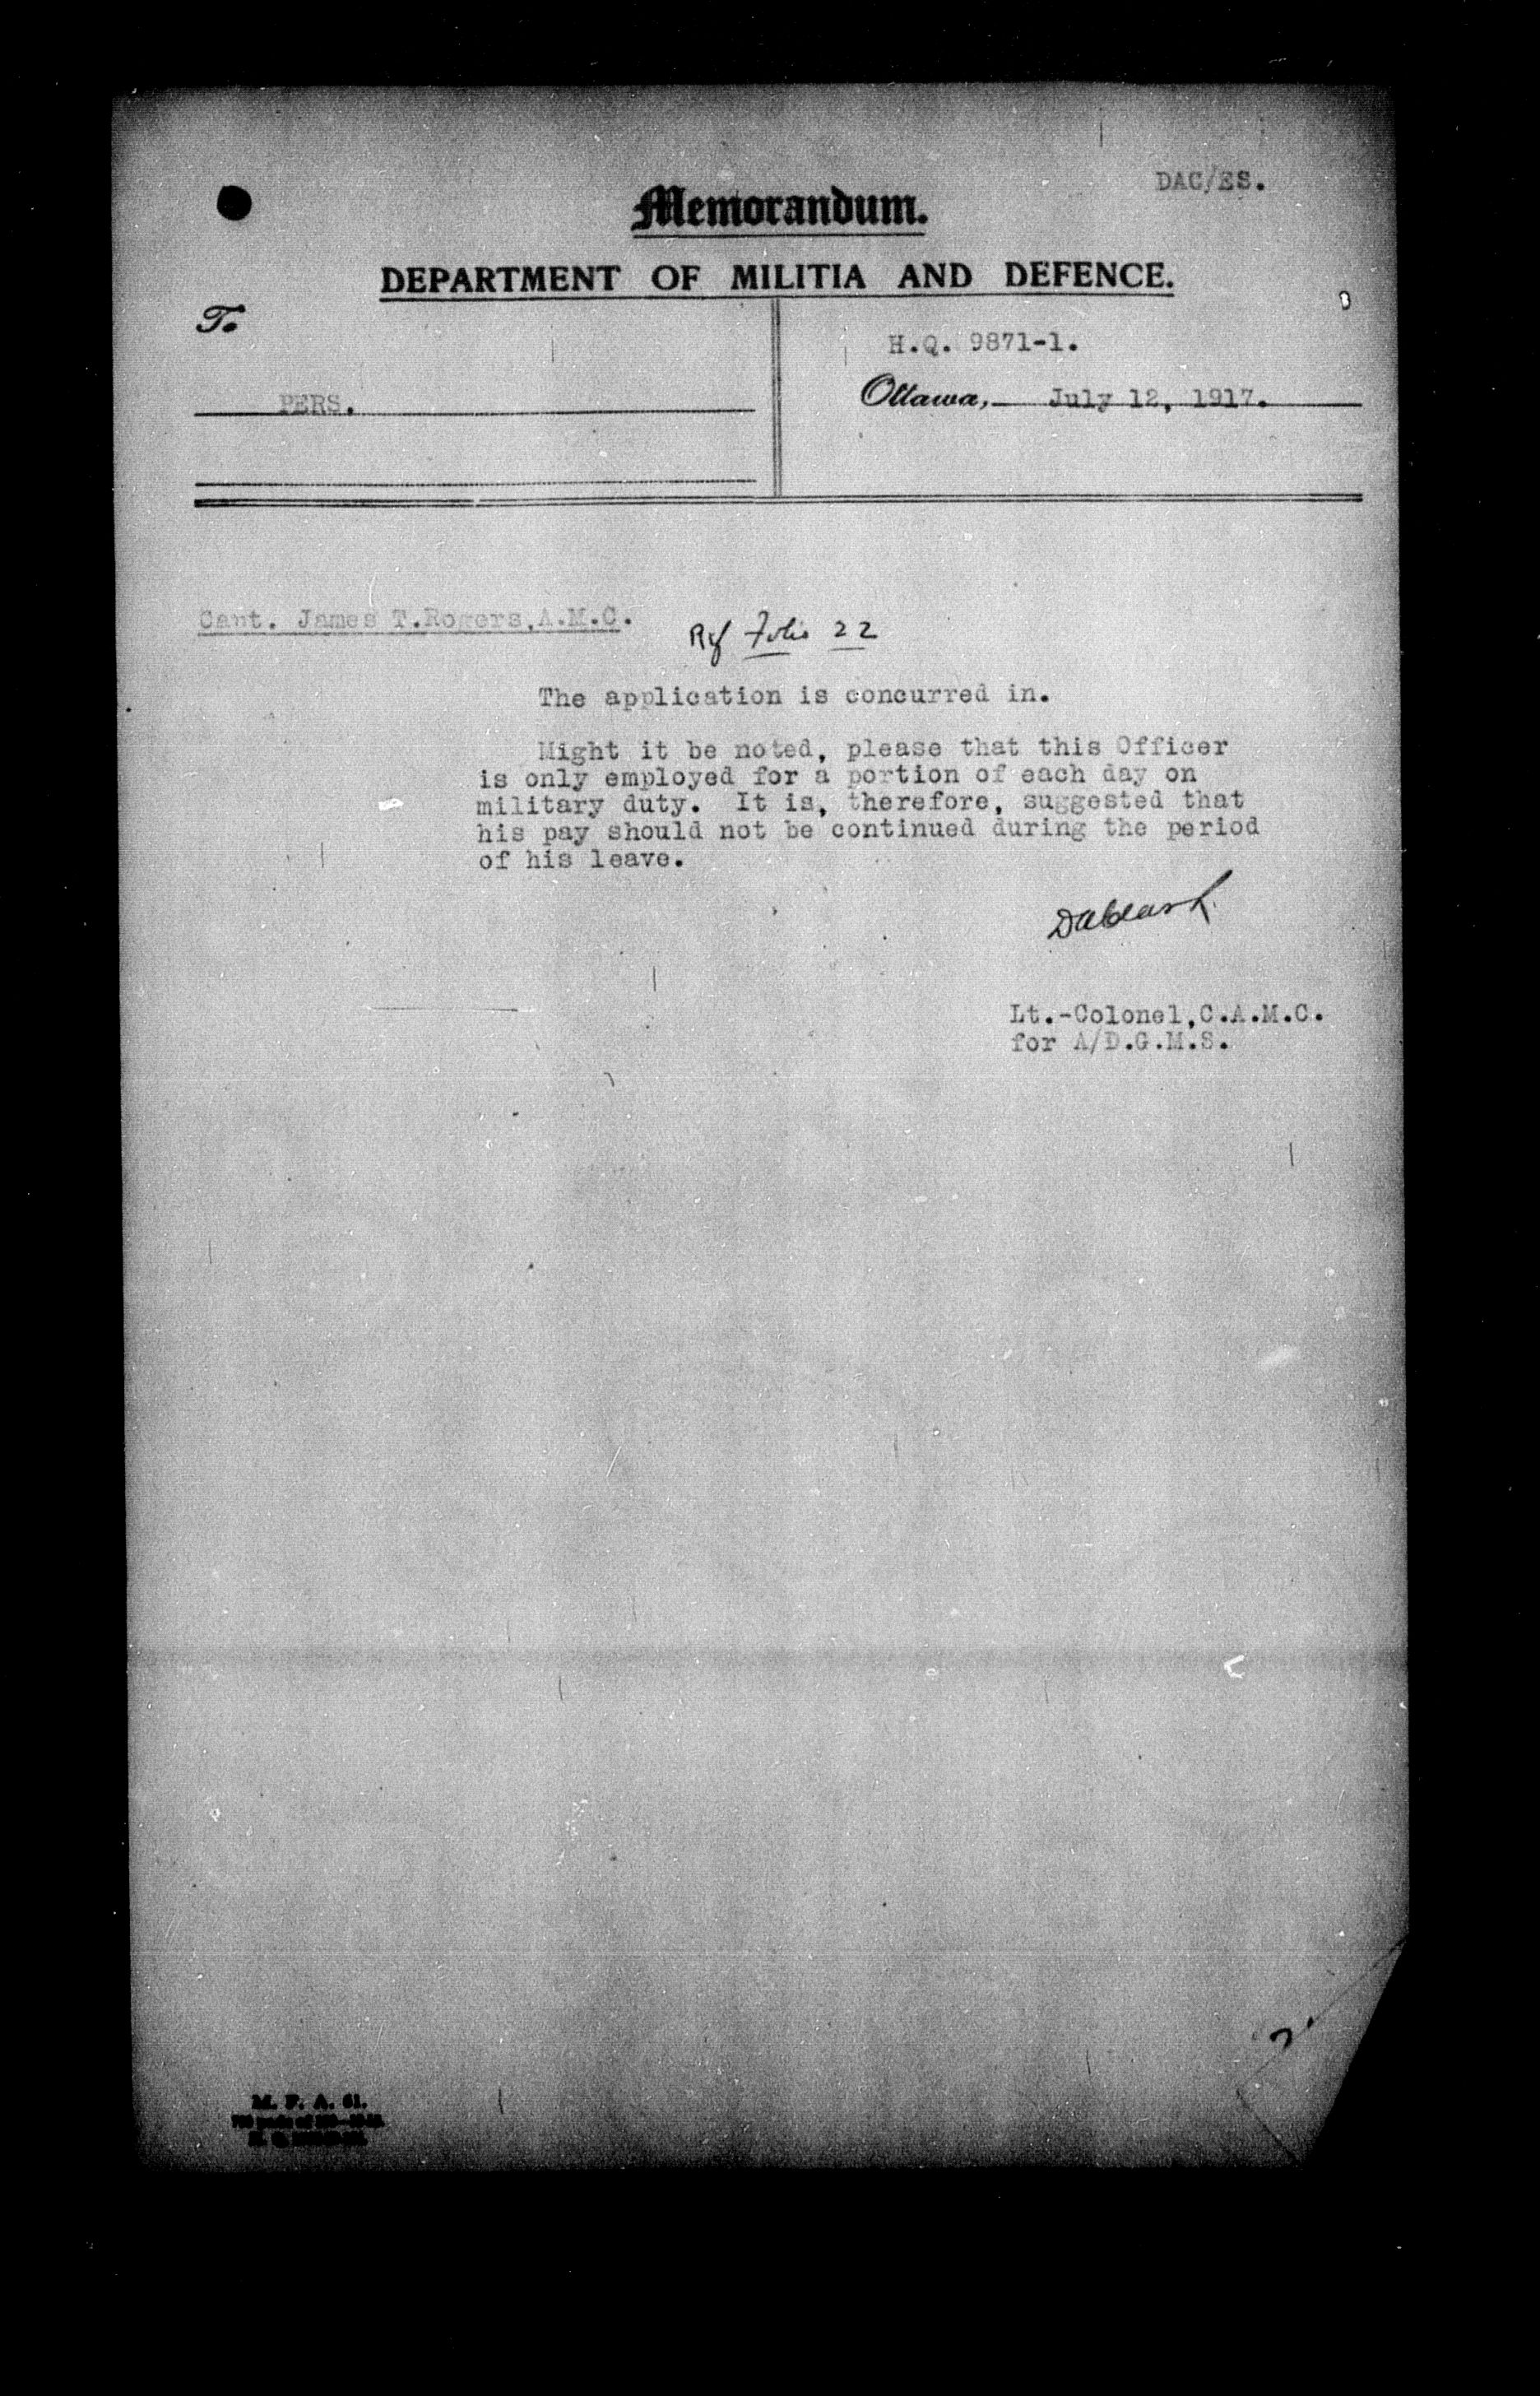 DAC/ES.
Memorandum.
DEPARTMENT OF MILITIA AND DEFENCE.
To
H.Q. 9871-1.
PERS.
Ottawa, July 12, 1917.
Capt. James T.Rogers,A.M.C.
Ref Folio 22
The application is concurred in.
Might it be noted, please that this Officer
is only employed for a portion of each day on
military duty. It is, therefore, suggested that
his pay should not be continued during the period
of his leave.
Lt.-Colonel,C.A.M.C.
for A/D.G.M.S.
M. F. A. 61.